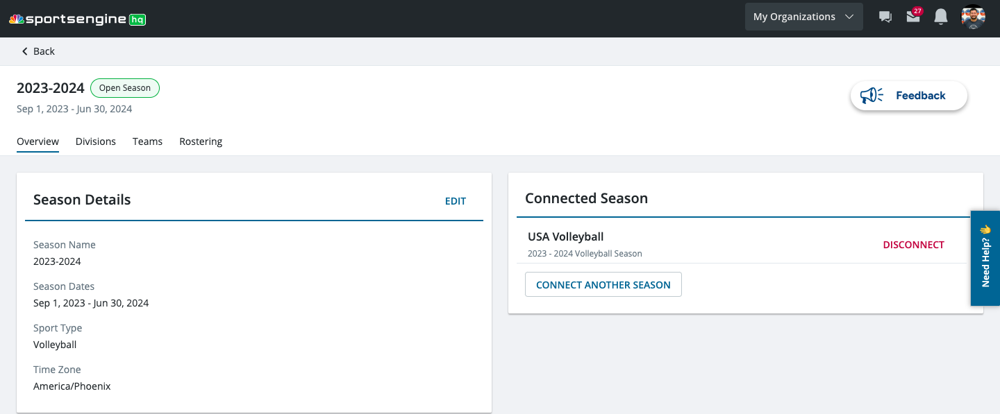 sportsengine hq
My Organizations
27
Back
2023-2024
Open Season
Sep 1, 2023 - Jun 30, 2024
Feedback
Overview
Divisions
Teams
Rostering
Season Details
EDIT
Season Name
2023-2024
Season Dates
Sep 1, 2023 - Jun 30, 2024
Sport Type
Volleyball
Time Zone
America/Phoenix
Connected Season
USA Volleyball
2023 - 2024 Volleyball Season
DISCONNECT
CONNECT ANOTHER SEASON
Need Help? 👋